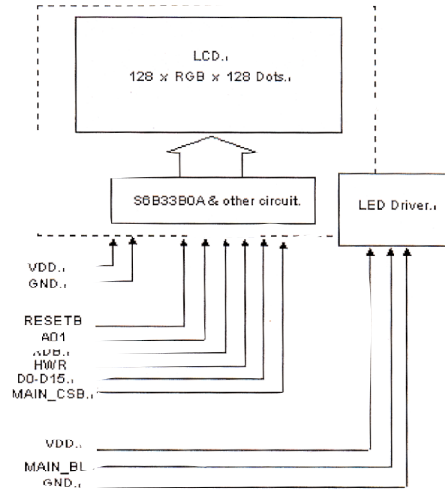 LCD.
128 x RGB x 128 Dots.
S6B33B0A & other circuit.
LED Driver.
VDD.
GND.
RESETB
A01
HWR
D0-D15.
MAIN_CSB.
VDD.
MAIN_BL
GND.